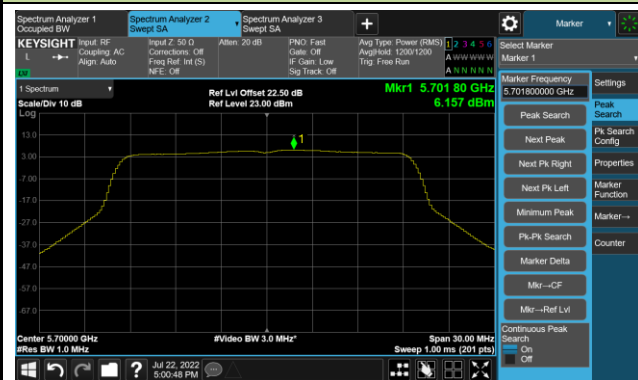 Spectrum Analyzer 1
Occupied BW
Spectrum Analyzer 2
Swept SA
Spectrum Analyzer 3
Swept SA
+
Marker
KEYSIGHT
L
Input: RF
Coupling: AC
Align: Auto
Input Z: 50 Ω
Corrections: Off
Freq Ref: Int (S)
NFE: Off
Atten: 20 dB
PNO: Fast
Gate: Off
IF Gain: Low
Sig Track: Off
Avg Type: Power (RMS)
Avg|Hold: 1200/1200
Trig: Free Run
1 2 3 4 5 6
A W W W W W
A N N N N N
Select Marker
Marker 1
1 Spectrum
Scale/Div 10 dB
Log
Ref Lvl Offset 22.50 dB
Ref Level 23.00 dBm
Mkr1 5.701 80 GHz
6.157 dBm
1
13.0
3.00
-7.00
-17.0
-27.0
-37.0
-47.0
-57.0
-67.0
Center 5.70000 GHz
#Res BW 1.0 MHz
#Video BW 3.0 MHz*
Span 30.00 MHz
Sweep 1.00 ms (201 pts)
Marker Frequency
5.701800000 GHz
Peak Search
Next Peak
Next Pk Right
Next Pk Left
Minimum Peak
Pk-Pk Search
Marker Delta
Mkr→CF
Mkr→Ref Lvl
Continuous Peak
Search
On
Off
Settings
Peak
Search
Pk Search
Config
Properties
Marker
Function
Marker→
Counter
?
Jul 22, 2022
5:00:48 PM